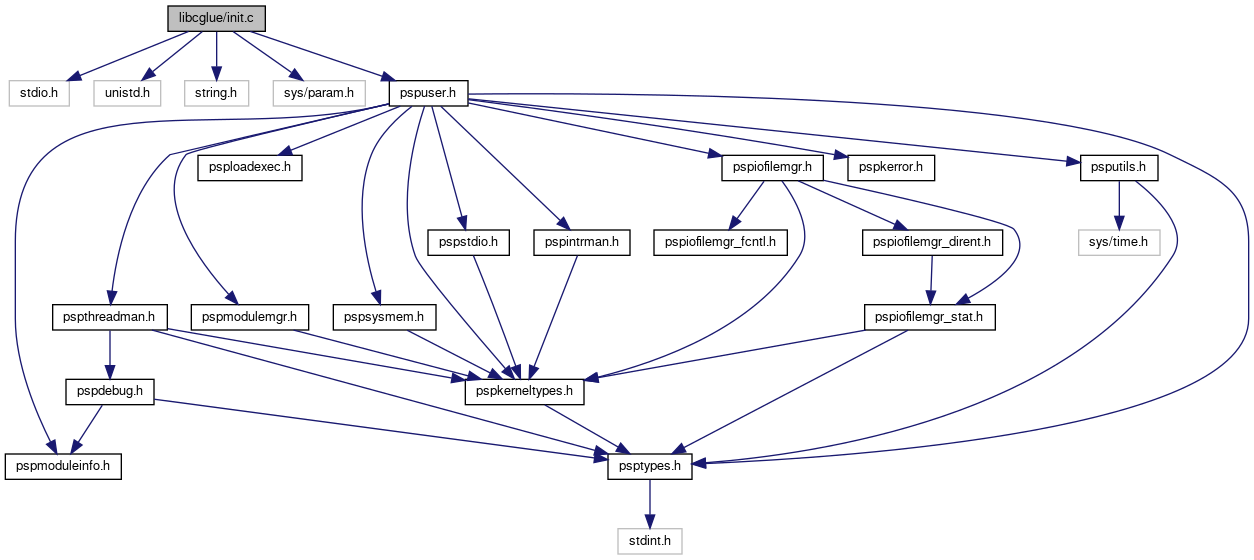 libcglue/init.c
stdio.h
unistd.h
string.h
sys/param.h
pspuser.h
psploadexec.h
pspiofilemgr.h
pspkerror.h
psputils.h
pspstdio.h
pspintrman.h
pspiofilemgr_fcntl.h
pspiofilemgr_dirent.h
sys/time.h
pspthreadman.h
pspmodulemgr.h
pspsysmem.h
pspiofilemgr_stat.h
pspdebug.h
pspkerneltypes.h
pspmoduleinfo.h
psptypes.h
stdint.h